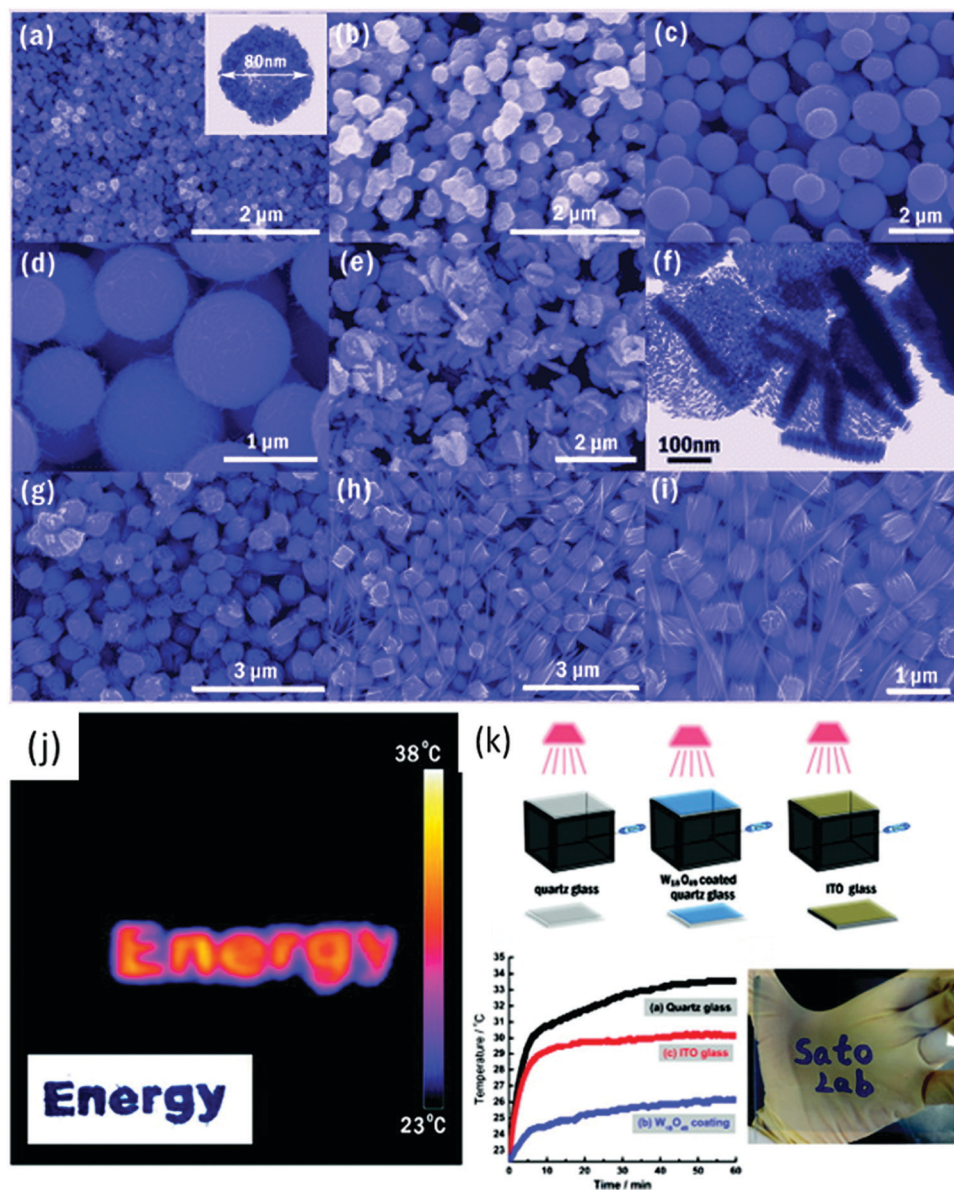 (a)
80nm
2 µm
(b)
2 µm
(c)
2 µm
(d)
1 µm
(e)
2 µm
(f)
100nm
(g)
3 µm
(h)
3 µm
(i)
1 µm
(j)
38°C
23°C
Energy
Energy
(k)
quartz glass
W₁₈O₄₉ coated
quartz glass
ITO glass
Temperature / °C
35
34
33
32
31
30
29
28
27
26
25
24
23
(a) Quartz glass
(c) ITO glass
(b) W₁₈O₄₉ coating
0 10 20 30 40 50 60
Time / min
Sato
Lab